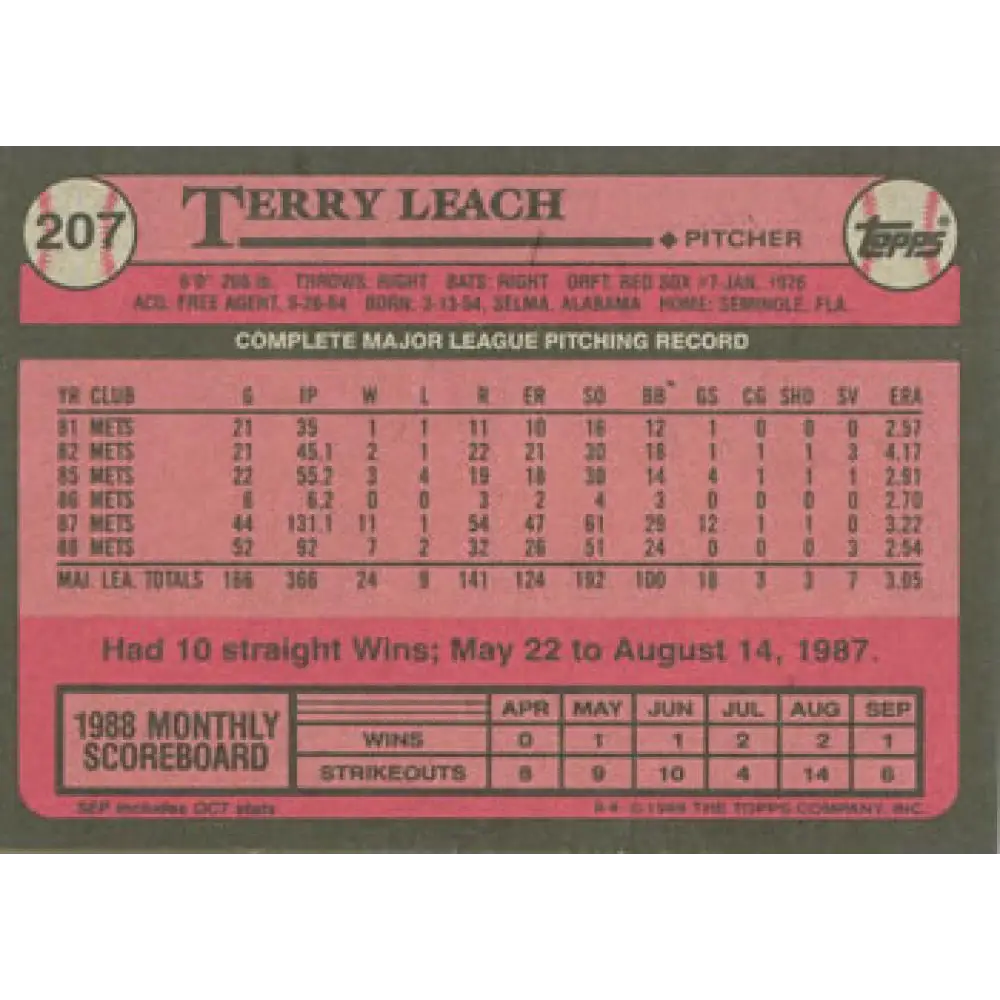 207
TERRY LEACH
PITCHER
TOPPS®
6'0" THROWS: RIGHT BATS: RIGHT DRFT: RED SOX #7-JAN. 1976
ACQ. FREE AGENT, BORN: 3-13-54, SELMA, ALABAMA HOME: SEMINOLE, FLA.
COMPLETE MAJOR LEAGUE PITCHING RECORD
YR CLUB G IP W L R ER SO BB GS CG SHO SV ERA
81 METS 21 35 1 1 11 10 16 12 1 0 0 0 2.57
82 METS 21 45.1 2 1 22 21 30 18 1 1 1 3 4.17
85 METS 22 55.2 3 4 19 18 30 14 4 1 1 1 2.91
86 METS 6 6.2 0 0 3 2 4 3 0 0 0 0 2.70
87 METS 44 131.1 11 1 54 47 61 29 12 1 1 0 3.22
88 METS 52 92 7 2 32 26 51 24 0 0 0 3 2.54
MAJ. LEA. TOTALS 166 366 24 9 141 124 192 100 18 3 3 7 3.05
Had 10 straight Wins; May 22 to August 14, 1987.
1988 MONTHLY SCOREBOARD
APR MAY JUN JUL AUG SEP
WINS 0 1 1 2 2 1
STRIKEOUTS 8 9 10 4 14 6
SEP includes OCT stats
© 1989 THE TOPPS COMPANY, INC.